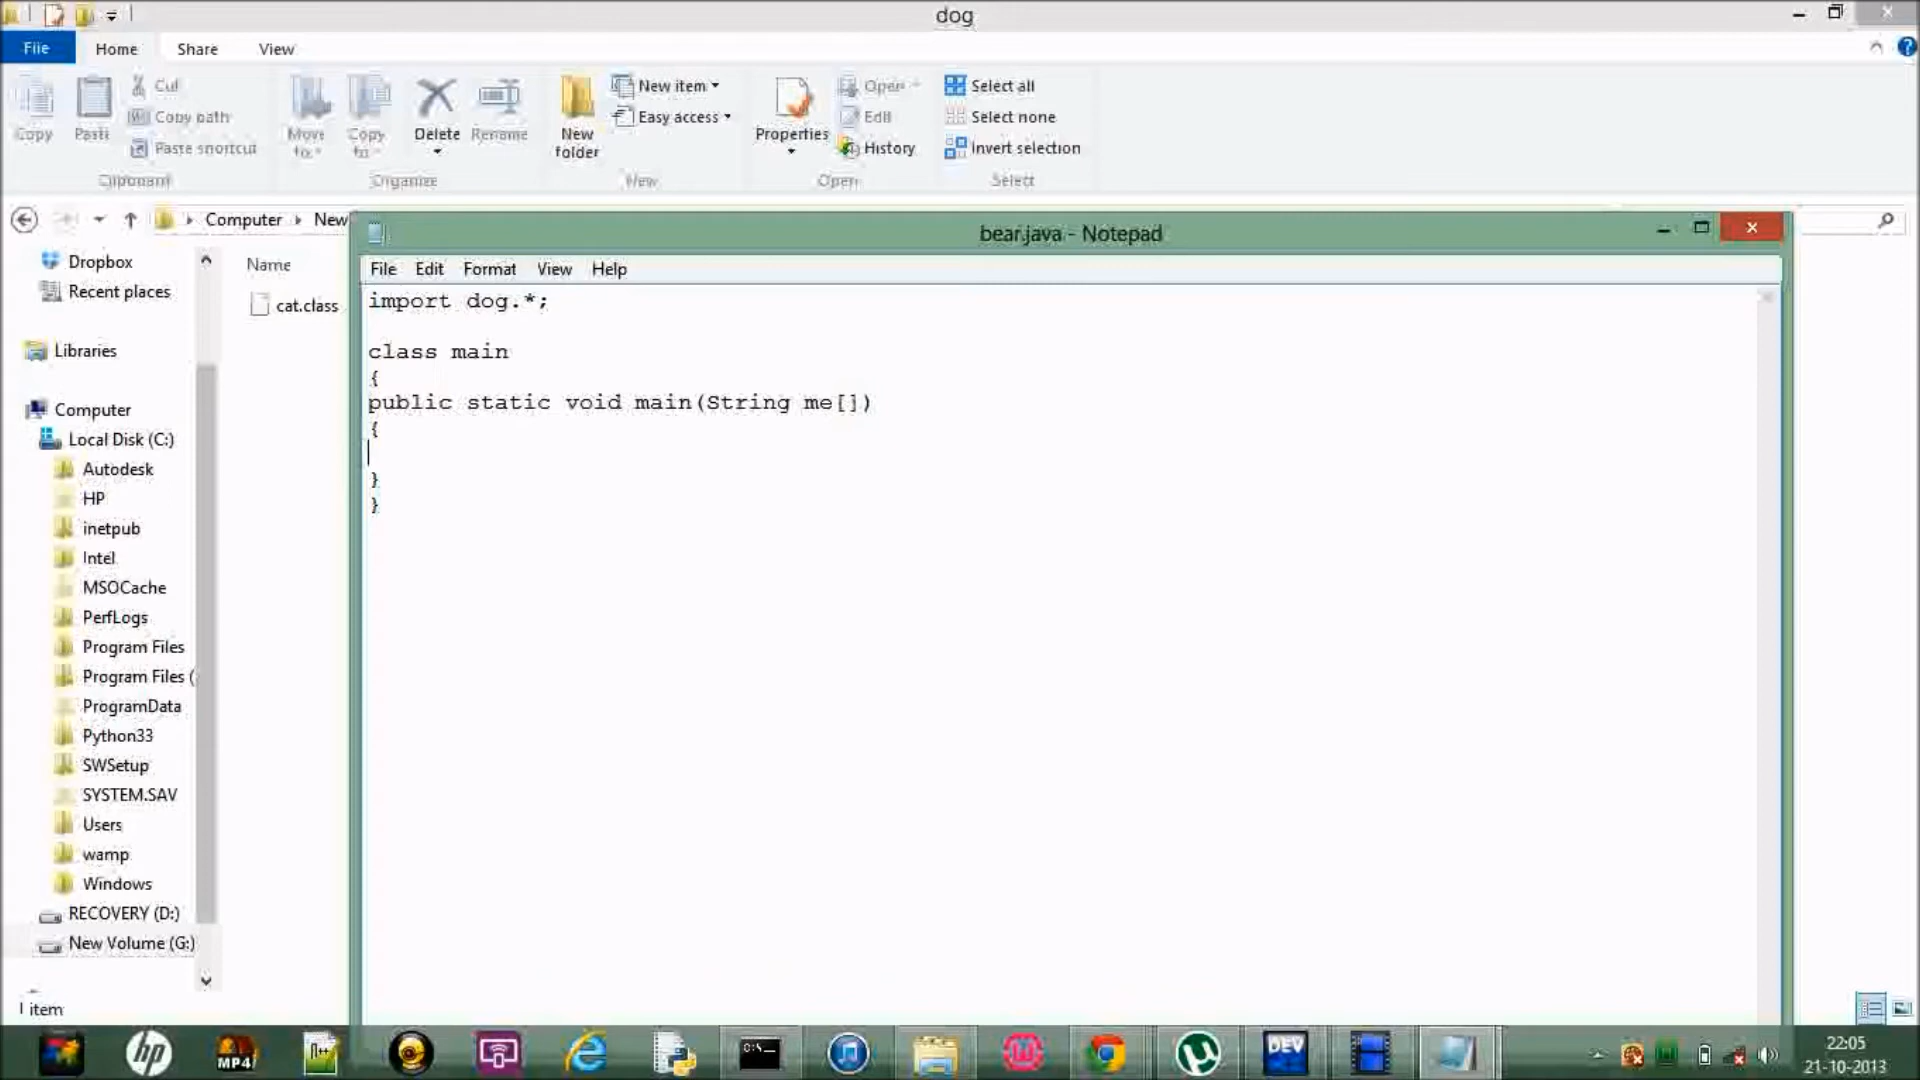 dog
File Home Share View
Copy Paste Cut Copy path Paste shortcut
Move to Copy to Delete Rename
New folder New item Easy access
Properties Open Edit History
Select all Select none Invert selection
Clipboard Organize New Open Select
Computer New
bear.java - Notepad
File Edit Format View Help
import dog.*;
class main
{
public static void main(String me[])
{
}
}
Name
cat.class
Dropbox
Recent places
Libraries
Computer
Local Disk (C:)
Autodesk
HP
inetpub
Intel
MSOCache
PerfLogs
Program Files
Program Files (
ProgramData
Python33
SWSetup
SYSTEM.SAV
Users
wamp
Windows
RECOVERY (D:)
New Volume (G:)
1 item
hp MP4 C:\_ DEV
22:05
21-10-2013